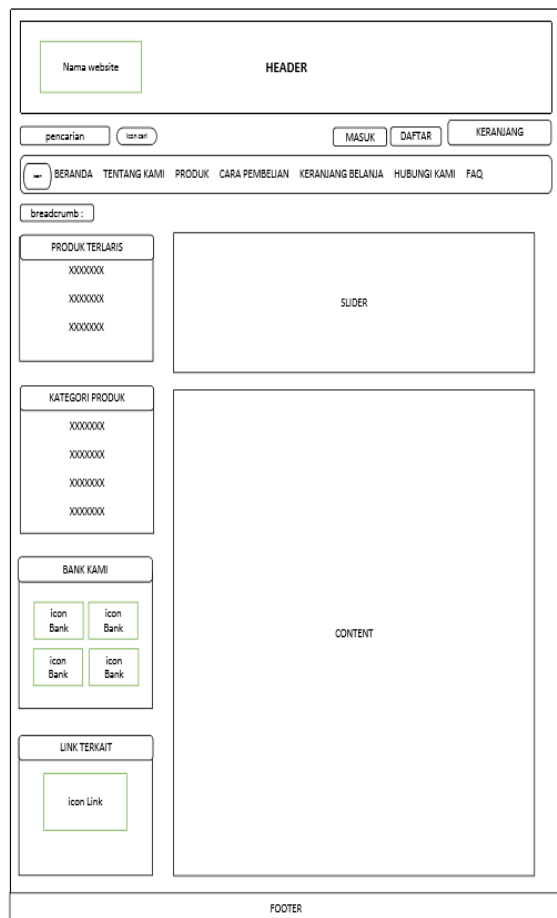 Nama website
HEADER
pencarian
Icon cari
MASUK
DAFTAR
KERANJANG
icon
BERANDA TENTANG KAMI PRODUK CARA PEMBELIAN KERANJANG BELANJA HUBUNGI KAMI FAQ
breadcrumb :
PRODUK TERLARIS
XXXXXXX
XXXXXXX
XXXXXXX
SLIDER
KATEGORI PRODUK
XXXXXXX
XXXXXXX
XXXXXXX
XXXXXXX
BANK KAMI
icon
Bank
icon
Bank
icon
Bank
icon
Bank
CONTENT
LINK TERKAIT
icon Link
FOOTER